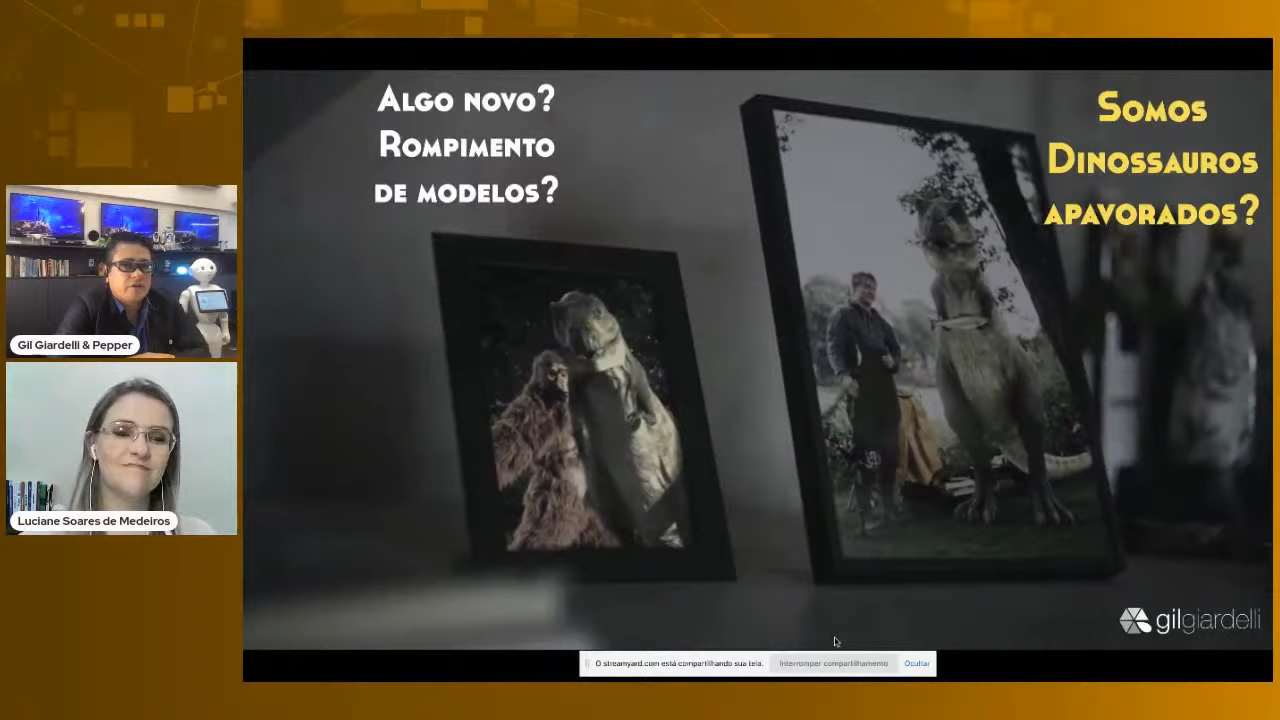 Algo novo?
Rompimento
de modelos?
Somos
Dinossauros
apavorados?
Gil Giardelli & Pepper
Luciane Soares de Medeiros
gilgiardelli
O streamyard.com está compartilhando sua tela.
Interromper compartilhamento
Ocultar